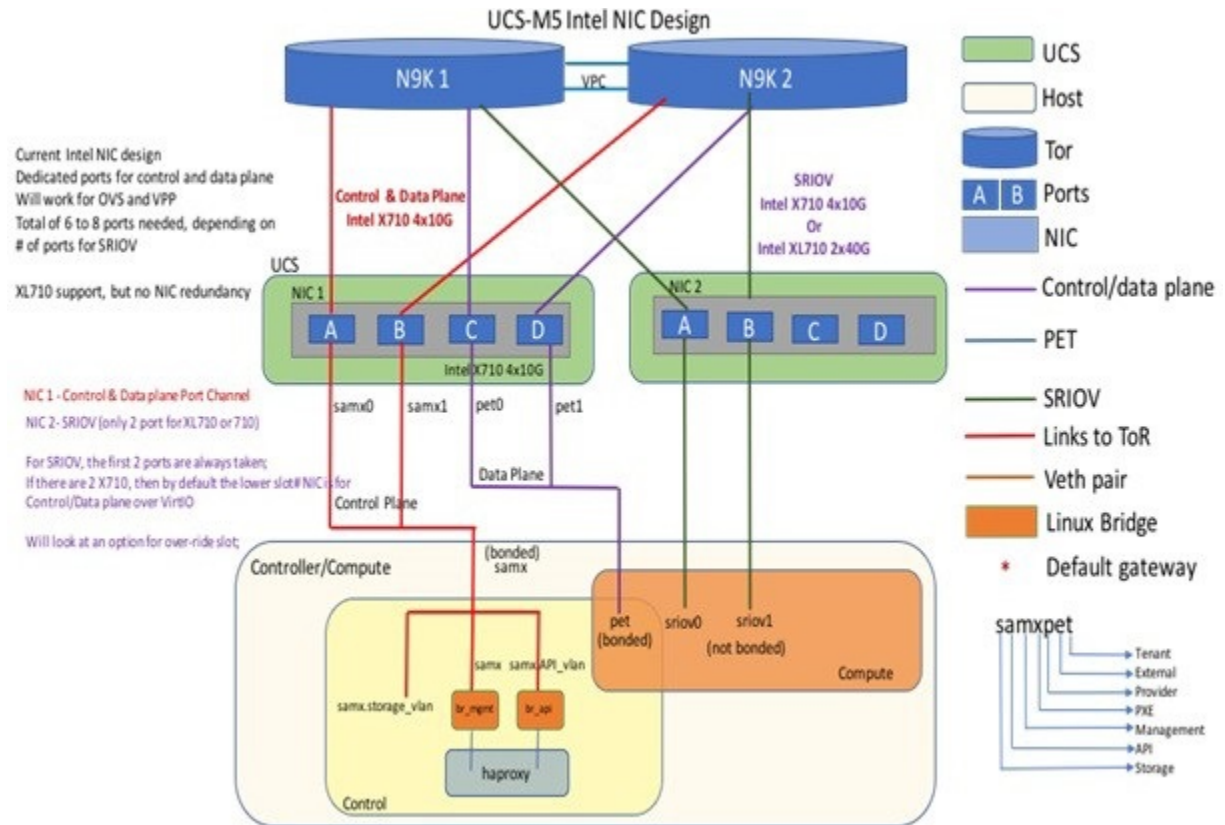 UCS-M5 Intel NIC Design
N9K 1
VPC
N9K 2
Current Intel NIC design
Dedicated ports for control and data plane
Will work for OVS and VPP
Total of 6 to 8 ports needed, depending on
# of ports for SRIOV
XL710 support, but no NIC redundancy
Control & Data Plane
Intel X710 4x10G
SRIOV
Intel X710 4x10G
Or
Intel XL710 2x40G
UCS
NIC 1
A
B
C
D
Intel X710 4x10G
NIC 2
A
B
C
D
NIC 1 - Control & Data plane Port Channel
NIC 2- SRIOV (only 2 port for XL710 or 710)
For SRIOV, the first 2 ports are always taken;
If there are 2 X710, then by default the lower slot# NIC is for
Control/Data plane over VirtIO
Will look at an option for over-ride slot;
samx0
samx1
pet0
pet1
Data Plane
Control Plane
Controller/Compute
(bonded)
samx
pet
(bonded)
sriov0
sriov1
(not bonded)
Compute
samx
samx.API_vlan
samx.storage_vlan
br_mgmt
br_api
haproxy
Control
UCS
Host
Tor
A
B
Ports
NIC
Control/data plane
PET
SRIOV
Links to ToR
Veth pair
Linux Bridge
* Default gateway
samxpet
Tenant
External
Provider
PXE
Management
API
Storage